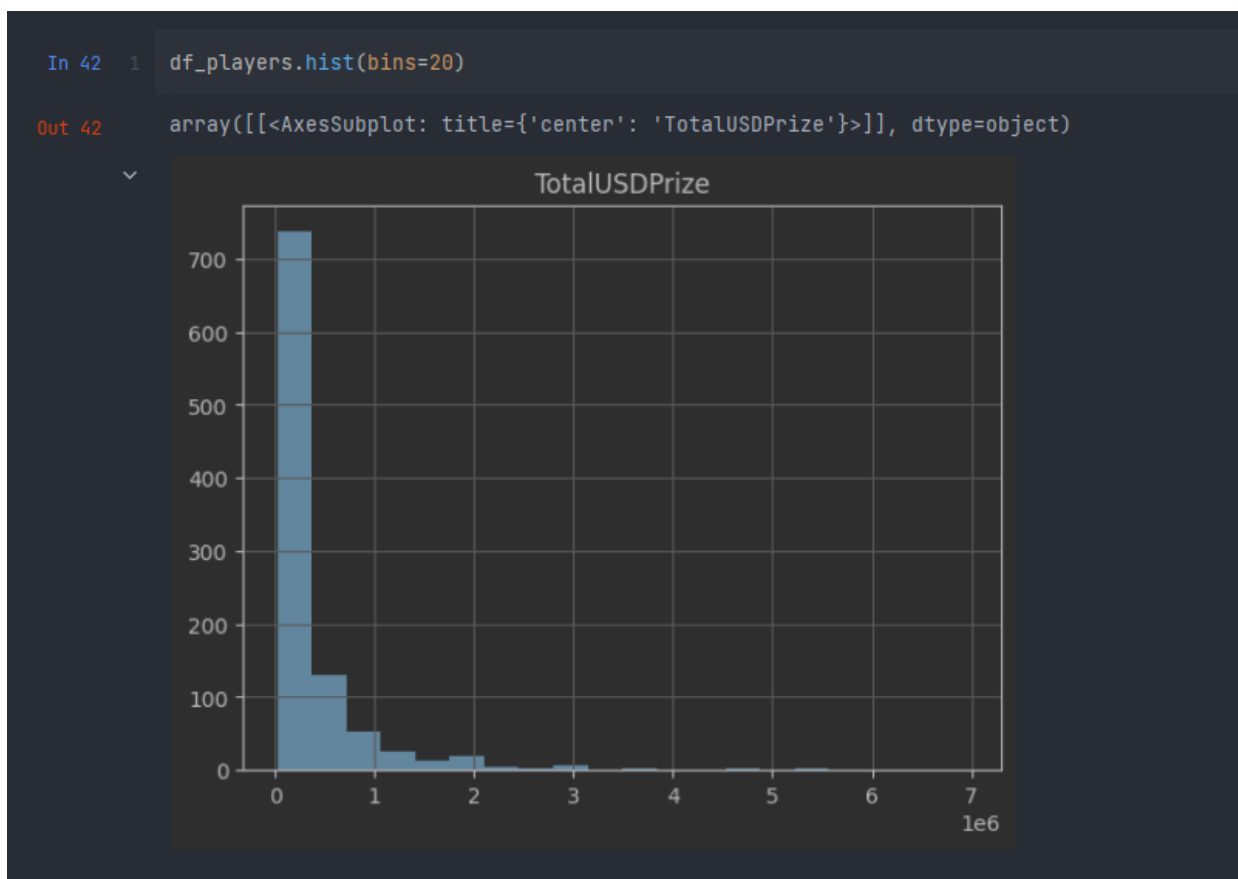 In 42 1 df_players.hist(bins=20)
Out 42 array([[<AxesSubplot: title={'center': 'TotalUSDPrize'}>]], dtype=object)
TotalUSDPrize
700
600
500
400
300
200
100
0
0 1 2 3 4 5 6 7
1e6